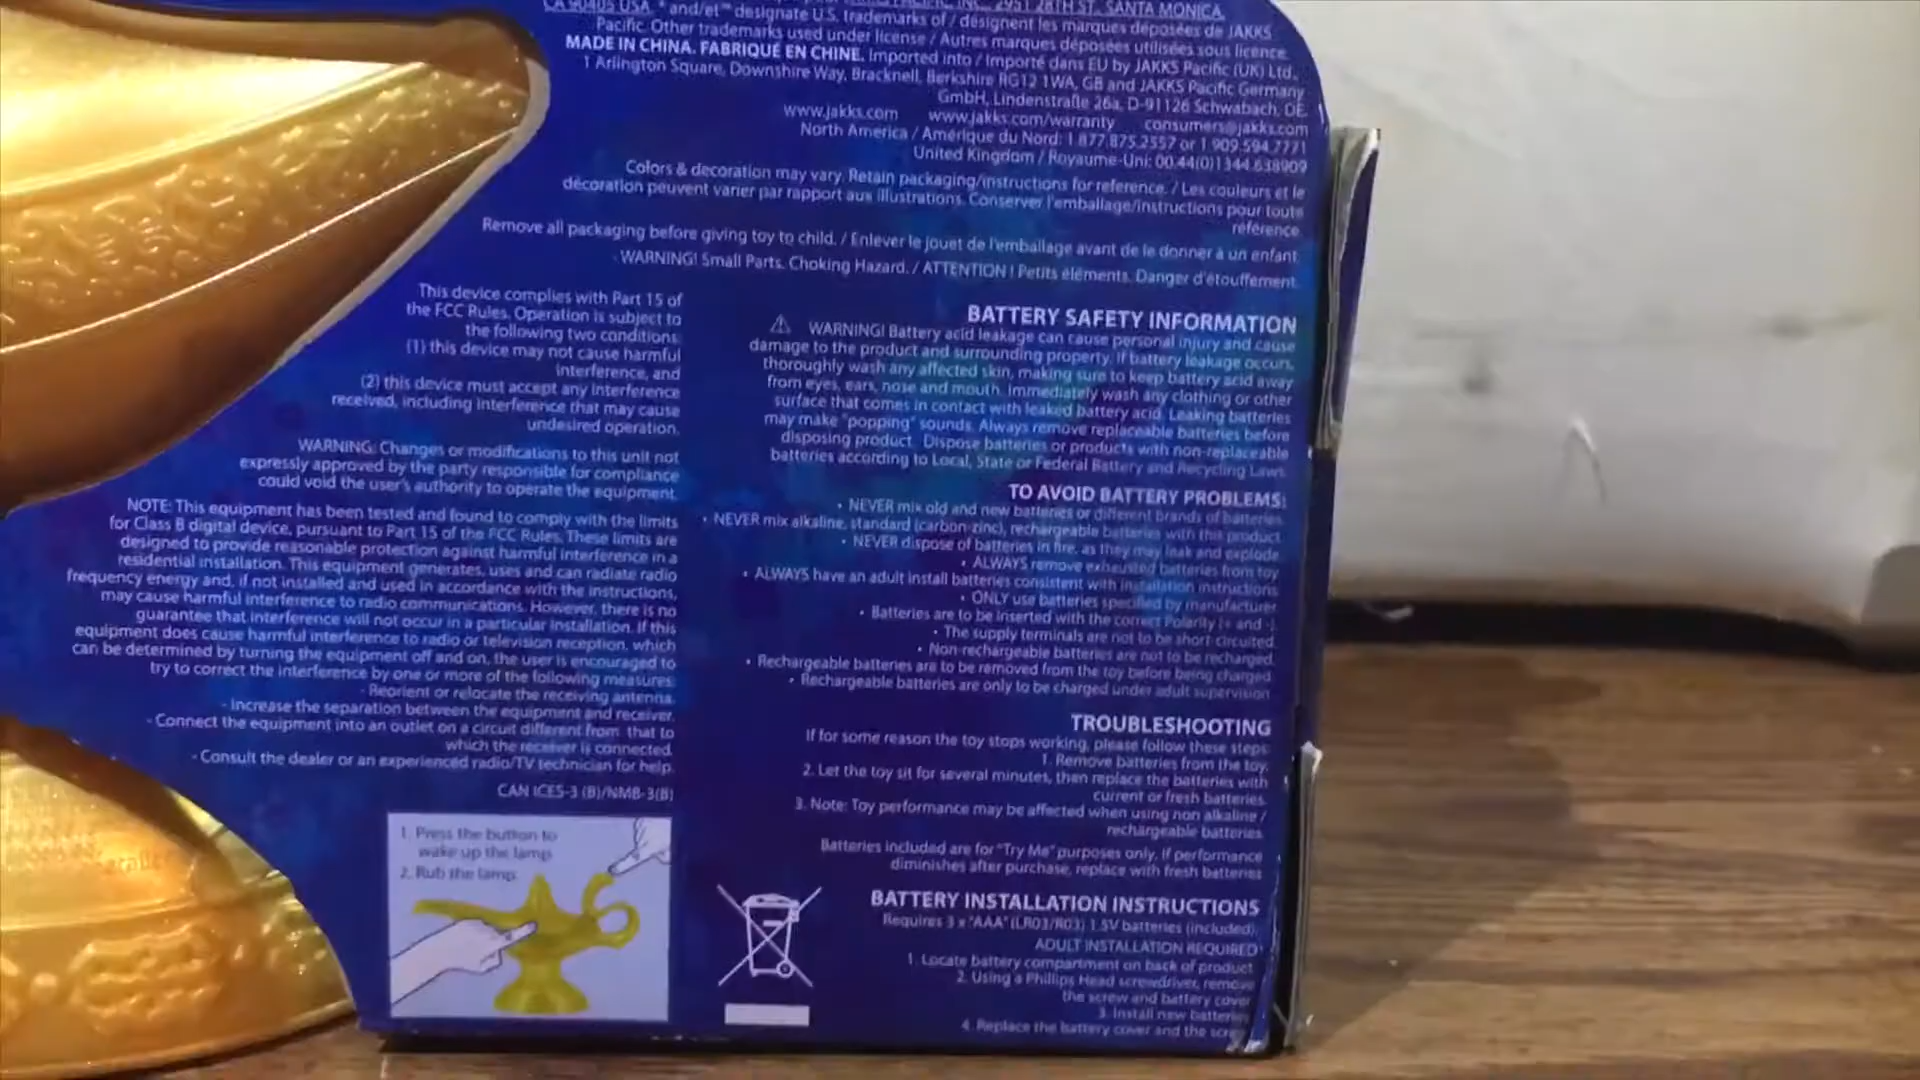 INC., 2951 28TH ST. SANTA MONICA,
CA 90405 USA. ® and/et ™ designate U.S. trademarks of / désignent les marques déposées de JAKKS
Pacific. Other trademarks used under license / Autres marques déposées utilisées sous licence.
MADE IN CHINA. FABRIQUÉ EN CHINE. Imported into / Importé dans EU by JAKKS Pacific (UK) Ltd.,
1 Arlington Square, Downshire Way, Bracknell, Berkshire RG12 1WA, GB and JAKKS Pacific Germany
GmbH, Lindenstraße 26a, D-91126 Schwabach, DE.
www.jakks.com www.jakks.com/warranty consumers@jakks.com
North America / Amérique du Nord: 1.877.875.2557 or 1.909.594.7771
United Kingdom / Royaume-Uni: 00.44(0)1344.638909
Colors & decoration may vary. Retain packaging/instructions for reference. / Les couleurs et le
décoration peuvent varier par rapport aux illustrations. Conserver l'emballage/instructions pour toute
référence.
Remove all packaging before giving toy to child. / Enlever le jouet de l'emballage avant de le donner à un enfant.
WARNING! Small Parts. Choking Hazard. / ATTENTION ! Petits éléments. Danger d'étouffement.
This device complies with Part 15 of
the FCC Rules. Operation is subject to
the following two conditions:
(1) this device may not cause harmful
interference, and
(2) this device must accept any interference
received, including interference that may cause
undesired operation.
WARNING: Changes or modifications to this unit not
expressly approved by the party responsible for compliance
could void the user's authority to operate the equipment.
NOTE: This equipment has been tested and found to comply with the limits
for Class B digital device, pursuant to Part 15 of the FCC Rules. These limits are
designed to provide reasonable protection against harmful interference in a
residential installation. This equipment generates, uses and can radiate radio
frequency energy and, if not installed and used in accordance with the instructions,
may cause harmful interference to radio communications. However, there is no
guarantee that interference will not occur in a particular installation. If this
equipment does cause harmful interference to radio or television reception, which
can be determined by turning the equipment off and on, the user is encouraged to
try to correct the interference by one or more of the following measures:
- Reorient or relocate the receiving antenna.
- Increase the separation between the equipment and receiver.
- Connect the equipment into an outlet on a circuit different from that to
which the receiver is connected.
- Consult the dealer or an experienced radio/TV technician for help.
CAN ICES-3 (B)/NMB-3(B)
1. Press the button to
wake up the lamp
2. Rub the lamp
BATTERY SAFETY INFORMATION
WARNING! Battery acid leakage can cause personal injury and cause
damage to the product and surrounding property. If battery leakage occurs,
thoroughly wash any affected skin, making sure to keep battery acid away
from eyes, ears, nose and mouth. Immediately wash any clothing or other
surface that comes in contact with leaked battery acid. Leaking batteries
may make "popping" sounds. Always remove replaceable batteries before
disposing product. Dispose batteries or products with non-replaceable
batteries according to Local, State or Federal Battery and Recycling Laws.
TO AVOID BATTERY PROBLEMS:
• NEVER mix old and new batteries or different brands of batteries.
• NEVER mix alkaline, standard (carbon-zinc), rechargeable batteries with this product.
• NEVER dispose of batteries in fire, as they may leak and explode.
• ALWAYS remove exhausted batteries from toy
• ALWAYS have an adult install batteries consistent with installation instructions
• ONLY use batteries specified by manufacturer.
• Batteries are to be inserted with the correct Polarity (+ and -).
• The supply terminals are not to be short-circuited.
• Non-rechargeable batteries are not to be recharged.
• Rechargeable batteries are to be removed from the toy before being charged.
• Rechargeable batteries are only to be charged under adult supervision.
TROUBLESHOOTING
If for some reason the toy stops working, please follow these steps:
1. Remove batteries from the toy.
2. Let the toy sit for several minutes, then replace the batteries with
current or fresh batteries.
3. Note: Toy performance may be affected when using non alkaline /
rechargeable batteries.
Batteries included are for "Try Me" purposes only. If performance
diminishes after purchase, replace with fresh batteries
BATTERY INSTALLATION INSTRUCTIONS
Requires 3 x "AAA" (LR03/R03) 1.5V batteries (included).
ADULT INSTALLATION REQUIRED
1. Locate battery compartment on back of product
2. Using a Phillips Head screwdriver, remove
the screw and battery cover
3. Install new batteries
4. Replace the battery cover and the screw